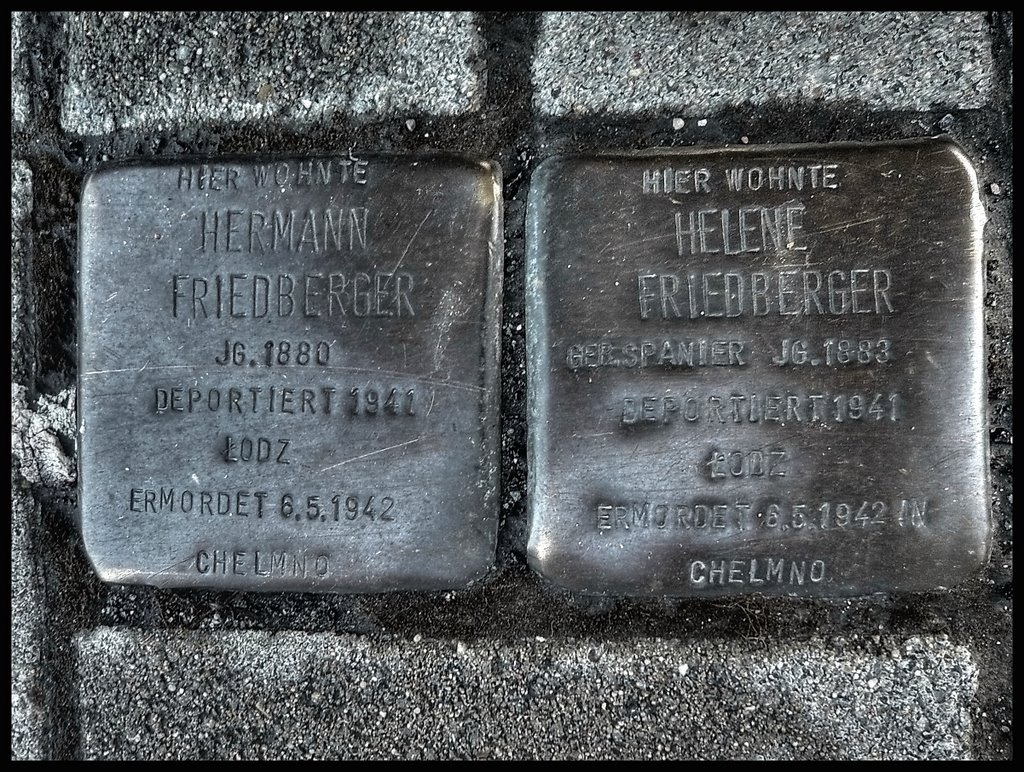 HIER WOHNTE
HERMANN
FRIEDBERGER
JG. 1880
DEPORTIERT 1941
ŁODZ
ERMORDET 6.5.1942
CHELMNO
HIER WOHNTE
HELENE
FRIEDBERGER
GEB. SPANIER JG. 1883
DEPORTIERT 1941
ŁODZ
ERMORDET 6.5.1942 IN
CHELMNO